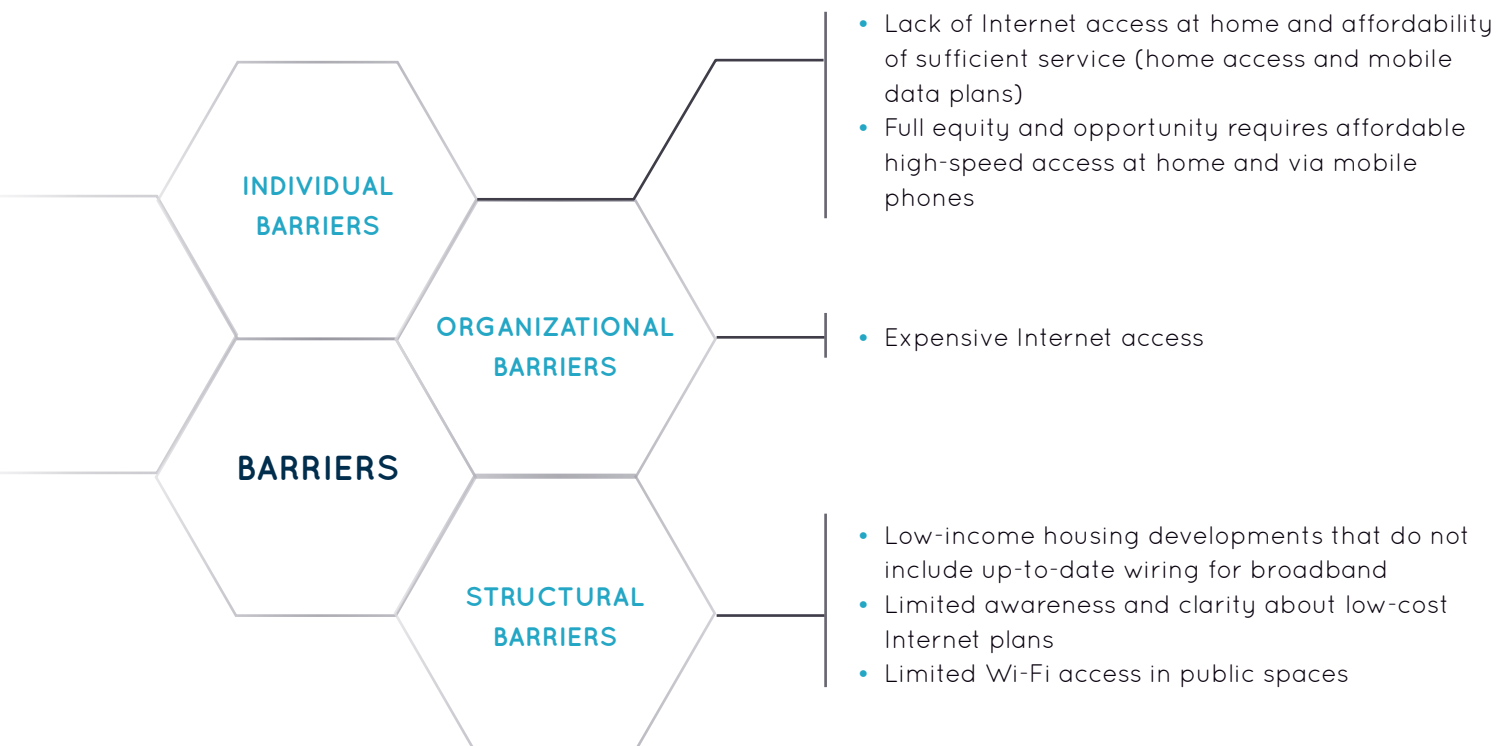 INDIVIDUAL
BARRIERS
• Lack of Internet access at home and affordability
of sufficient service (home access and mobile
data plans)
• Full equity and opportunity requires affordable
high-speed access at home and via mobile
phones
ORGANIZATIONAL
BARRIERS
• Expensive Internet access
BARRIERS
STRUCTURAL
BARRIERS
• Low-income housing developments that do not
include up-to-date wiring for broadband
• Limited awareness and clarity about low-cost
Internet plans
• Limited Wi-Fi access in public spaces